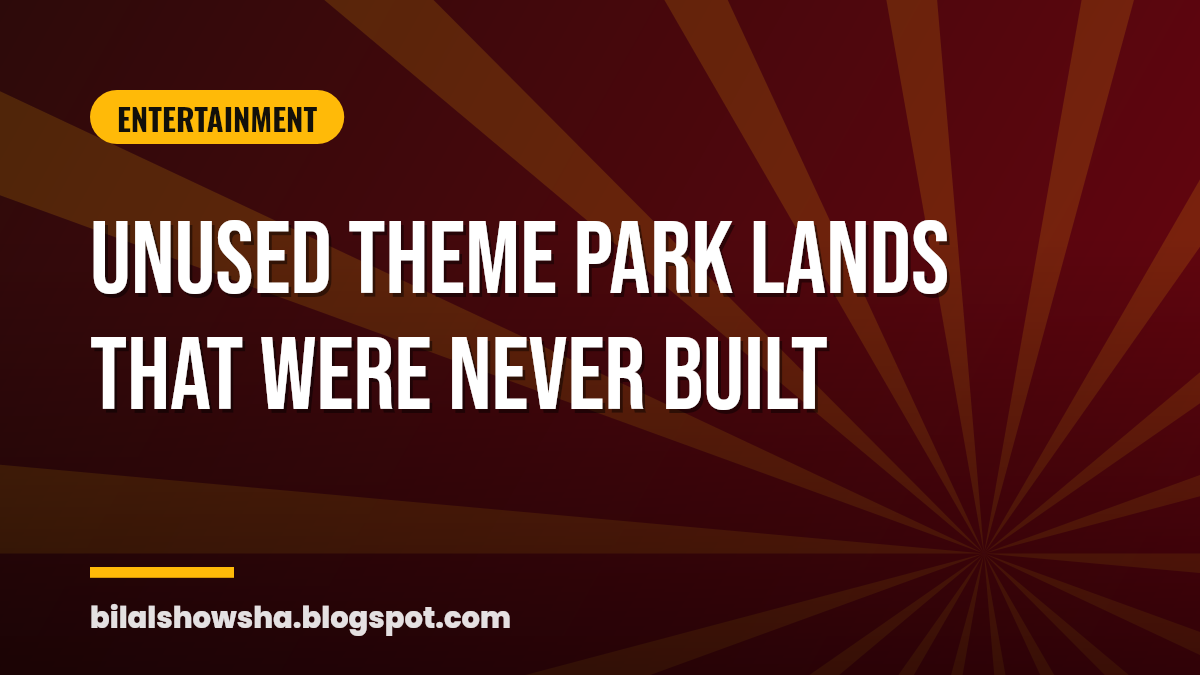 ENTERTAINMENT
UNUSED THEME PARK LANDS
THAT WERE NEVER BUILT
bilalshowsha.blogspot.com